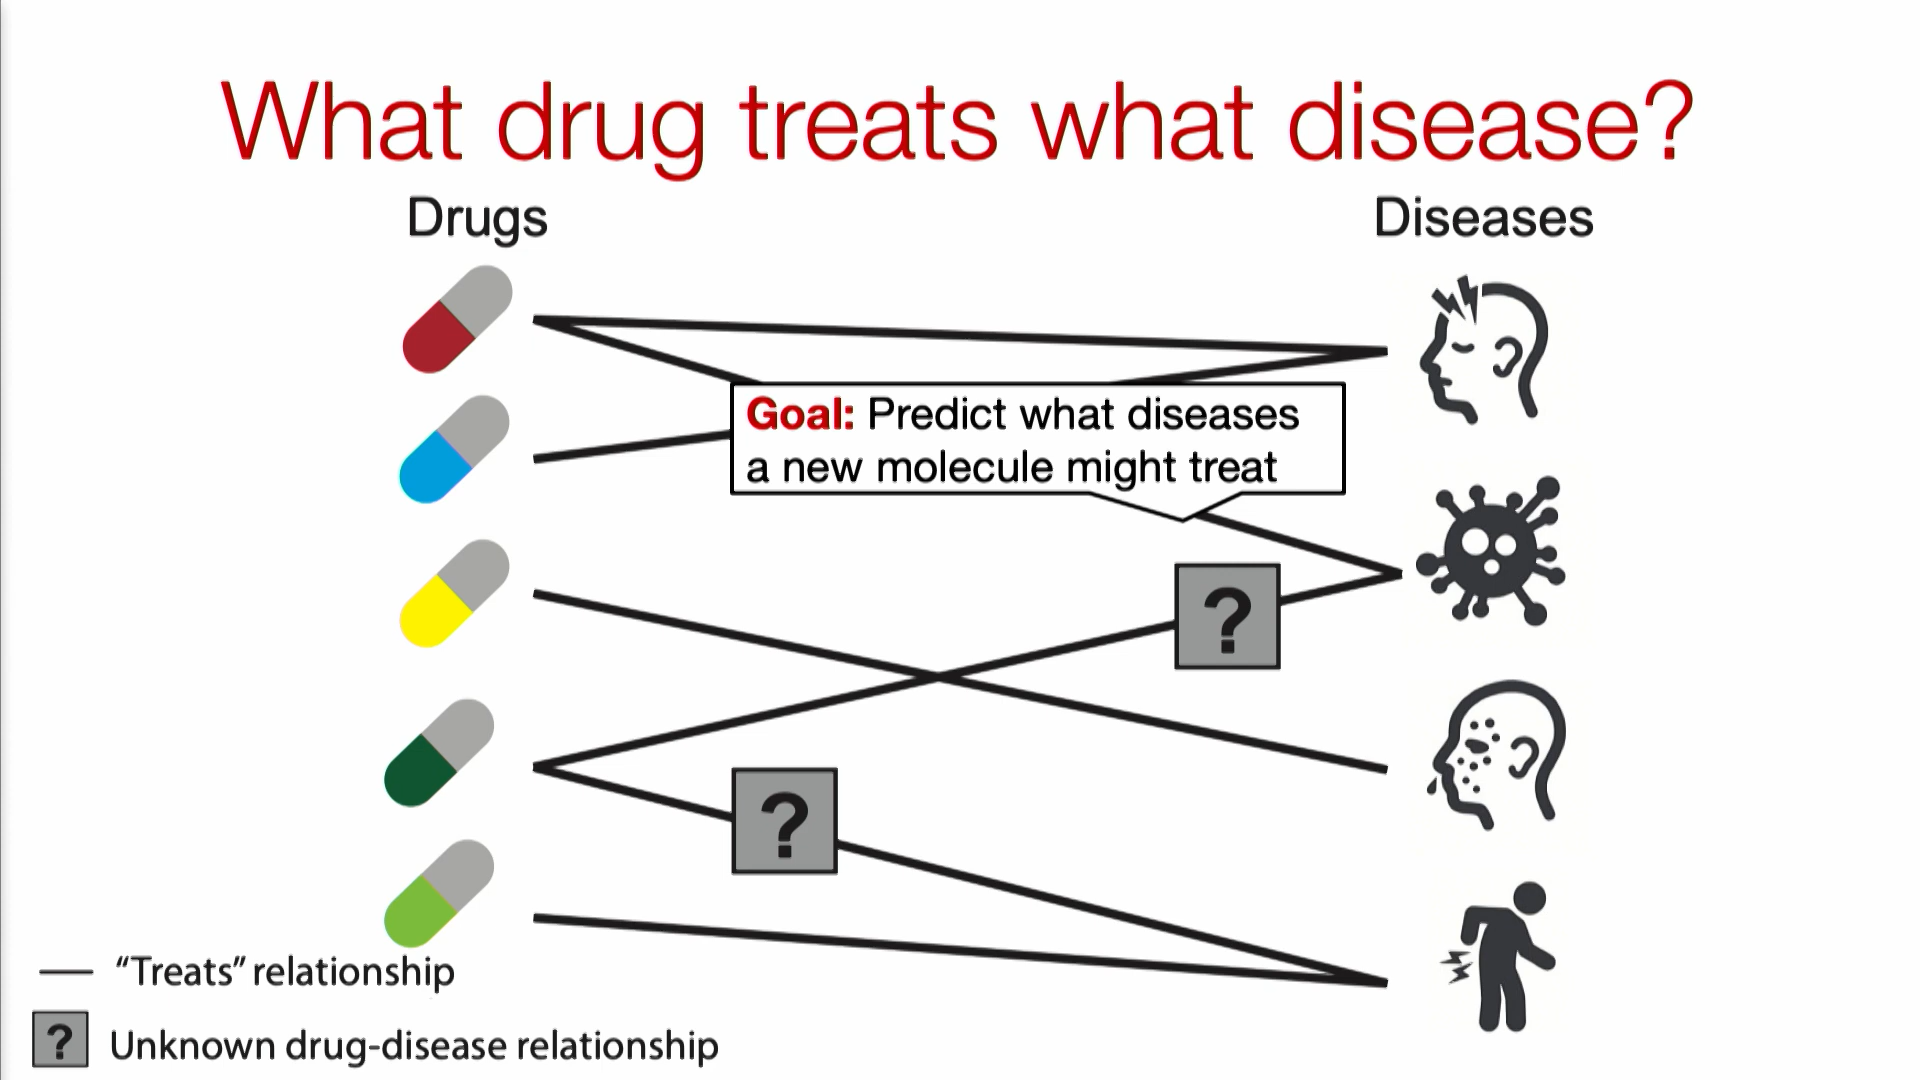 What drug treats what disease?
Drugs
Diseases
Goal: Predict what diseases
a new molecule might treat
?
?
“Treats” relationship
? Unknown drug-disease relationship